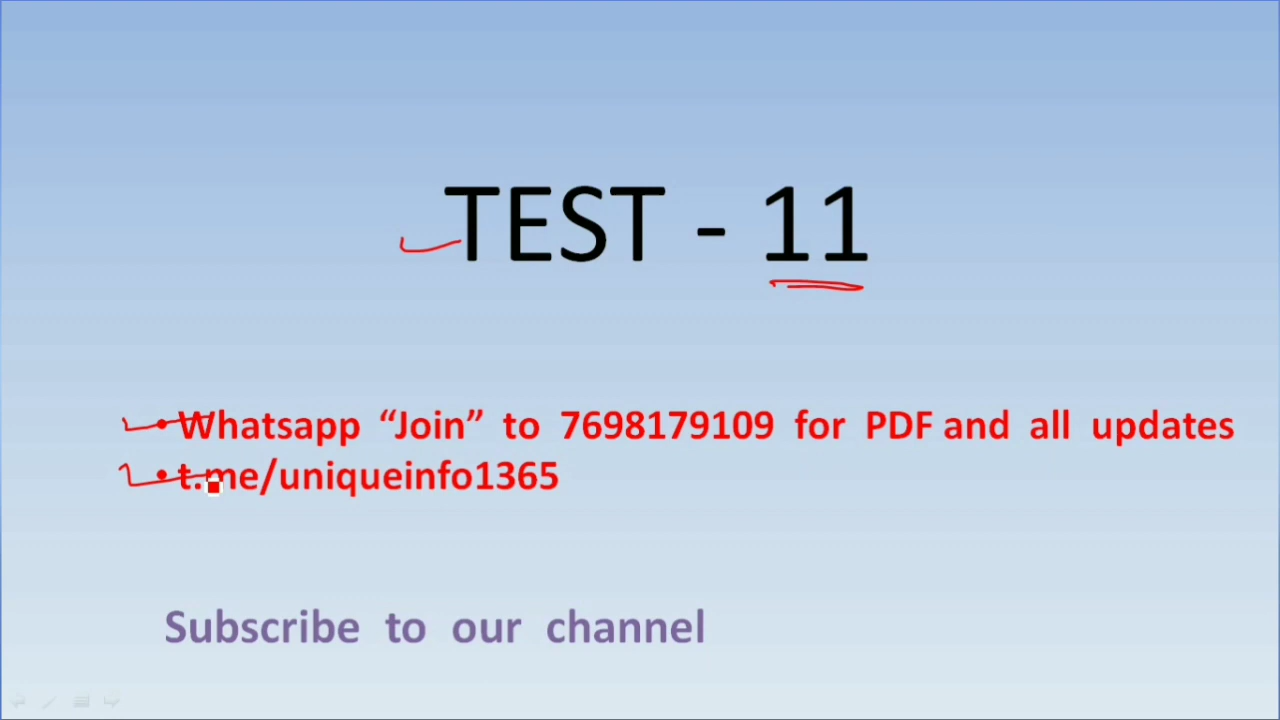 TEST - 11
• Whatsapp “Join” to 7698179109 for PDF and all updates
• t.me/uniqueinfo1365
Subscribe to our channel